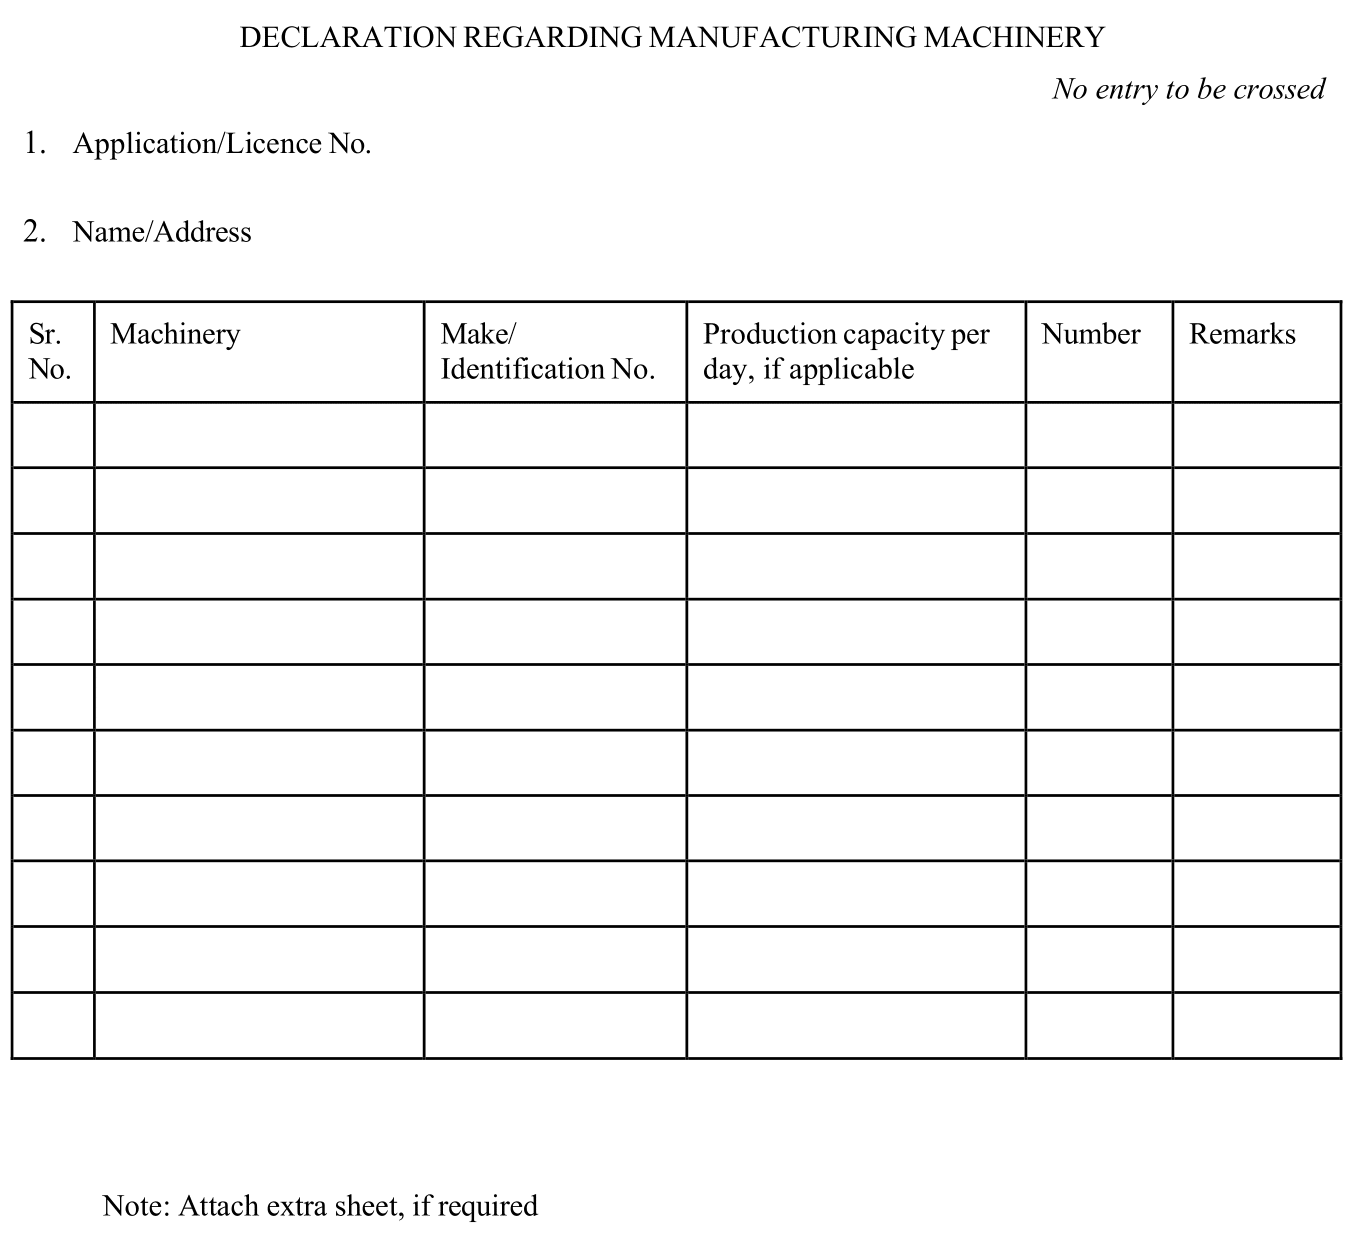 DECLARATION REGARDING MANUFACTURING MACHINERY
No entry to be crossed
1. Application/Licence No.
2. Name/Address
Sr. No.
Machinery
Make/
Identification No.
Production capacity per
day, if applicable
Number
Remarks
Note: Attach extra sheet, if required